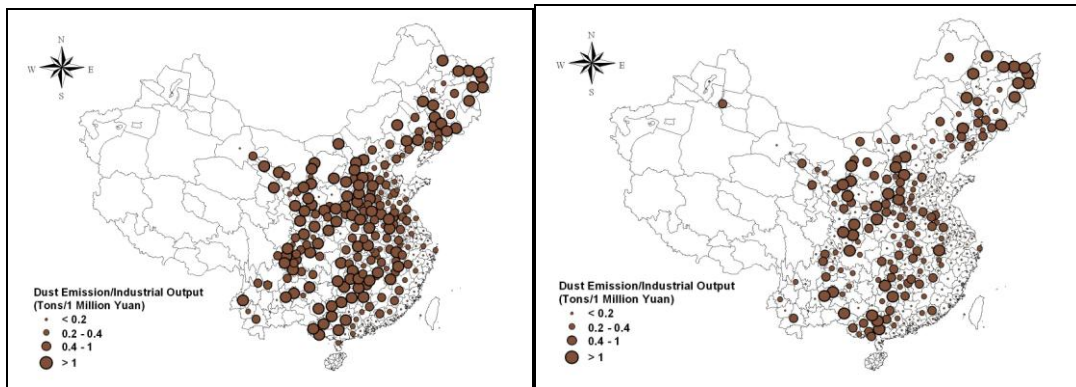 N
W E
S
Dust Emission/Industrial Output
(Tons/1 Million Yuan)
< 0.2
0.2 - 0.4
0.4 - 1
> 1
N
W E
S
Dust Emission/Industrial Output
(Tons/1 Million Yuan)
< 0.2
0.2 - 0.4
0.4 - 1
> 1